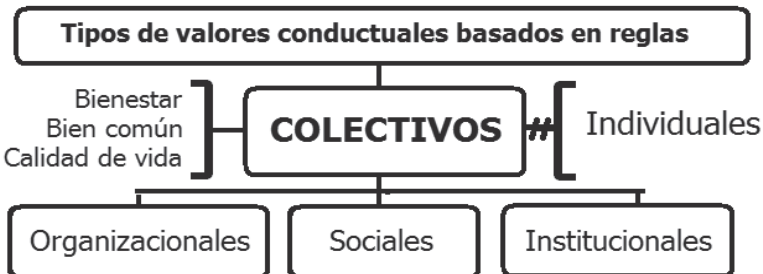 Tipos de valores conductuales basados en reglas
Bienestar
Bien común
Calidad de vida
COLECTIVOS
Individuales
Organizacionales
Sociales
Institucionales